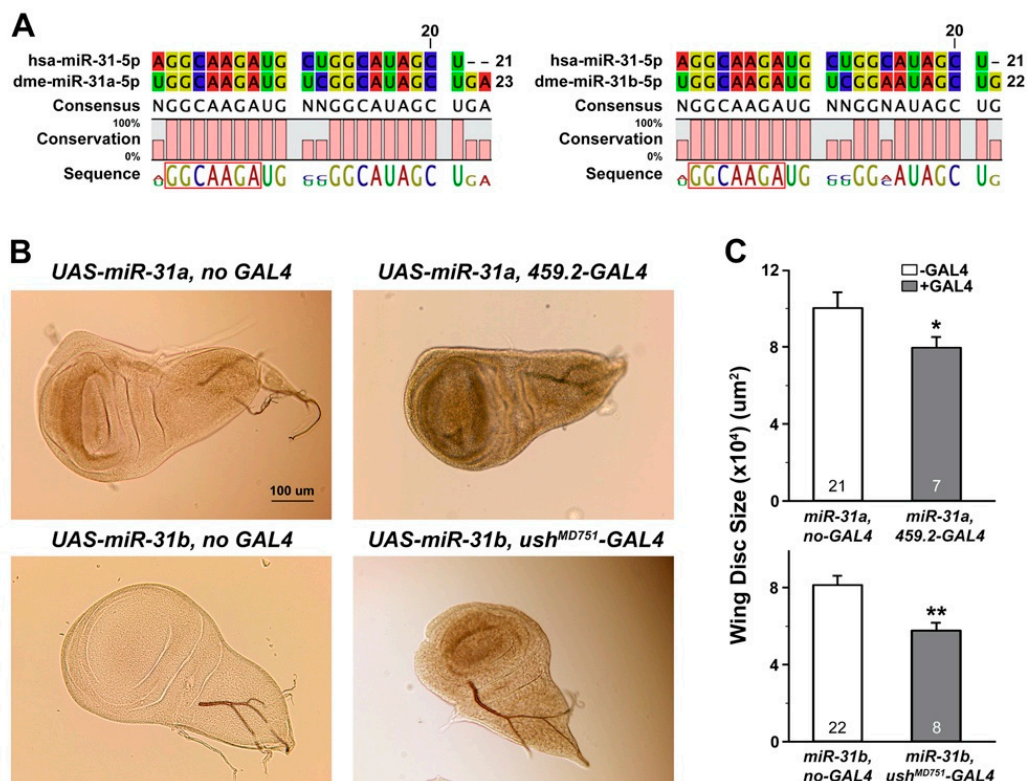 A
20
hsa-miR-31-5p AGGCAAGAUG CUGGCAUAGC U-- 21
dme-miR-31a-5p UGGCAAGAUG UCGGCAUAGC UGA 23
Consensus NGGCAAGAUG NNGGCAUAGC UGA
100%
Conservation
0%
Sequence GGCAAGAUG GGCAUAGC UGA
20
hsa-miR-31-5p AGGCAAGAUG CUGGCAUAGC U- 21
dme-miR-31b-5p UGGCAAGAUG UCGGAAUAGC UG 22
Consensus NGGCAAGAUG NNGGNAUAGC UG
100%
Conservation
0%
Sequence GGCAAGAUG GG AUAGC UG
B
UAS-miR-31a, no GAL4
UAS-miR-31a, 459.2-GAL4
100 um
UAS-miR-31b, no GAL4
UAS-miR-31b, ush^MD751-GAL4
C
Wing Disc Size (x10⁴) (um²)
-GAL4
+GAL4
12
8
4
0
*
21
7
miR-31a,
no-GAL4
miR-31a,
459.2-GAL4
8
4
0
**
22
8
miR-31b,
no-GAL4
miR-31b,
ush^MD751-GAL4